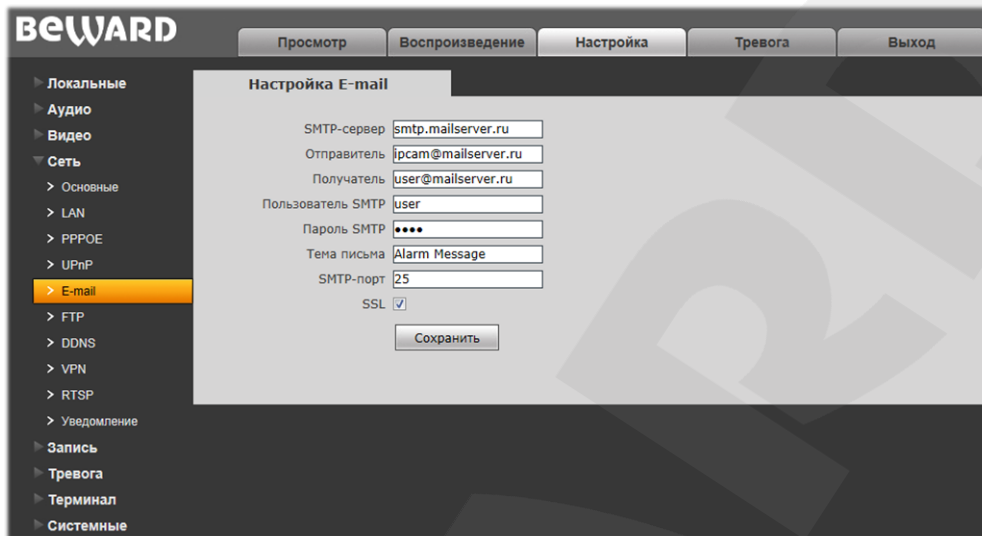 BEWARD
Просмотр Воспроизведение Настройка Тревога Выход
Локальные
Аудио
Видео
Сеть
Основные
LAN
PPPOE
UPnP
E-mail
FTP
DDNS
VPN
RTSP
Уведомление
Запись
Тревога
Терминал
Системные
Настройка E-mail
SMTP-сервер smtp.mailserver.ru
Отправитель ipcam@mailserver.ru
Получатель user@mailserver.ru
Пользователь SMTP user
Пароль SMTP ••••
Тема письма Alarm Message
SMTP-порт 25
SSL
Сохранить